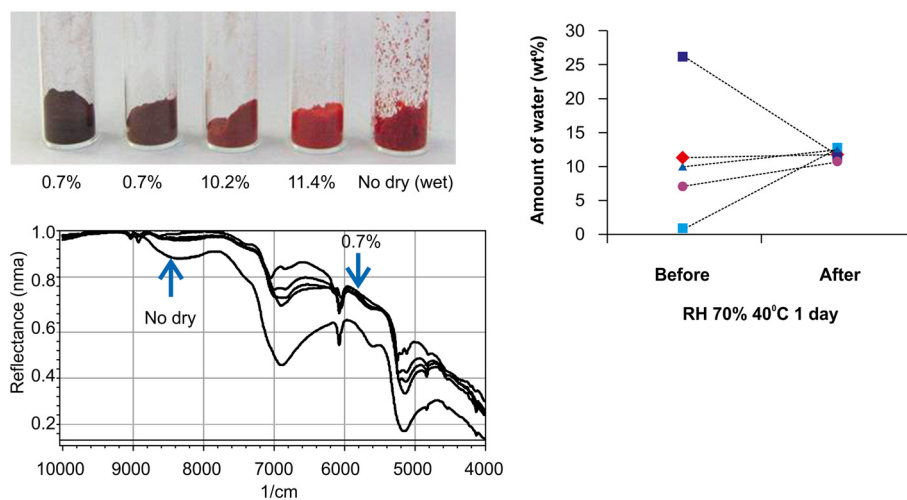 0.7% 0.7% 10.2% 11.4% No dry (wet)
Reflectance (nma)
1.0
0.8
0.6
0.4
0.2
0.7%
No dry
10000 9000 8000 7000 6000 5000 4000
1/cm
Amount of water (wt%)
30
25
20
15
10
5
0
Before After
RH 70% 40⁰C 1 day